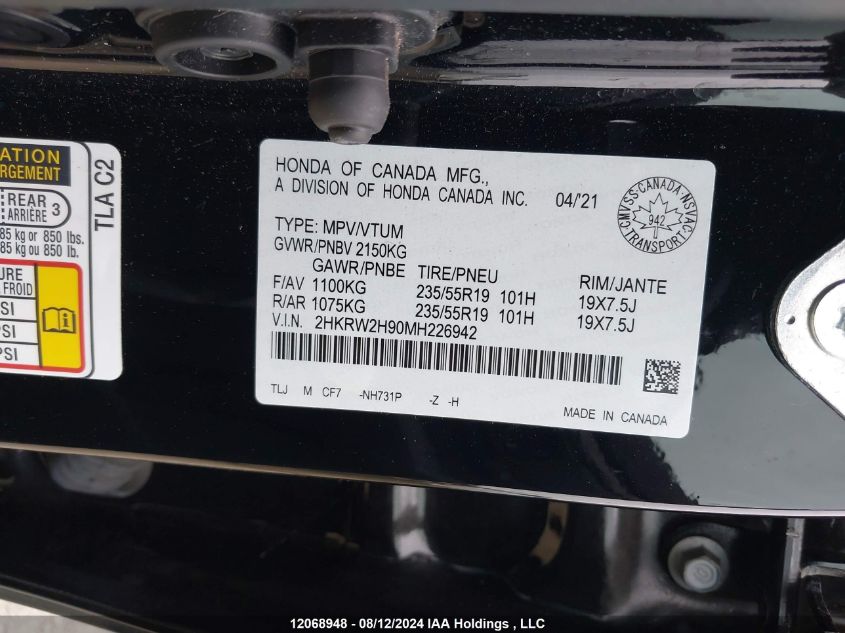 ATION
RGEMENT
REAR 3
ARRIÈRE
85 kg or 850 lbs.
85 kg ou 850 lb.
URE
FROID
SI
PSI
PSI
TLA C2
HONDA OF CANADA MFG.,
A DIVISION OF HONDA CANADA INC. 04/21
CMVSS·CANADA·NSVAC
942
TRANSPORT
TYPE: MPV/VTUM
GVWR/PNBV 2150KG
GAWR/PNBE TIRE/PNEU RIM/JANTE
F/AV 1100KG 235/55R19 101H 19X7.5J
R/AR 1075KG 235/55R19 101H 19X7.5J
V.I.N. 2HKRW2H90MH226942
TLJ M CF7 -NH731P -Z -H
MADE IN CANADA
12068948 - 08/12/2024 IAA Holdings , LLC